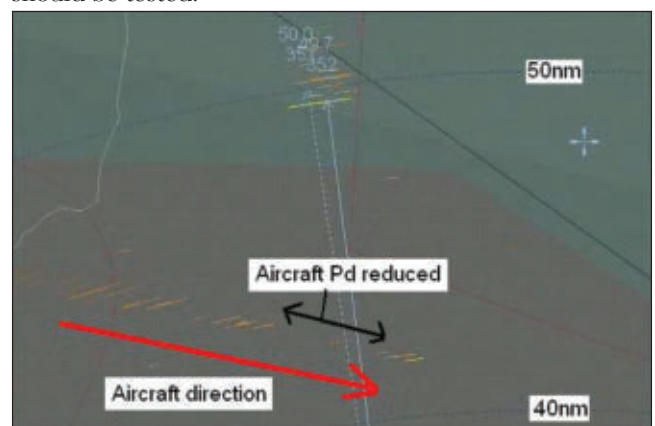 should be tested.
50.0
352
50nm
Aircraft Pd reduced
Aircraft direction
40nm